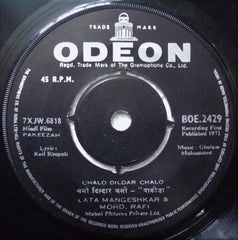 TRADE MARK
ODEON
Regd. Trade Mark of The Gramophone Co., Ltd.
45 R.P.M.
7XJW.6818
Hindi Film
PAKEEZAH
BOE.2429
Recording First
Published 1972
Lyric:
Kaif Bhopali
Music: Ghulam
Mohammed
CHALO DILDAR CHALO
चलो दिलदार चलो – "पाकीज़ा"
LATA MANGESHKAR &
MOHD. RAFI
Mahal Pictures Private Ltd.